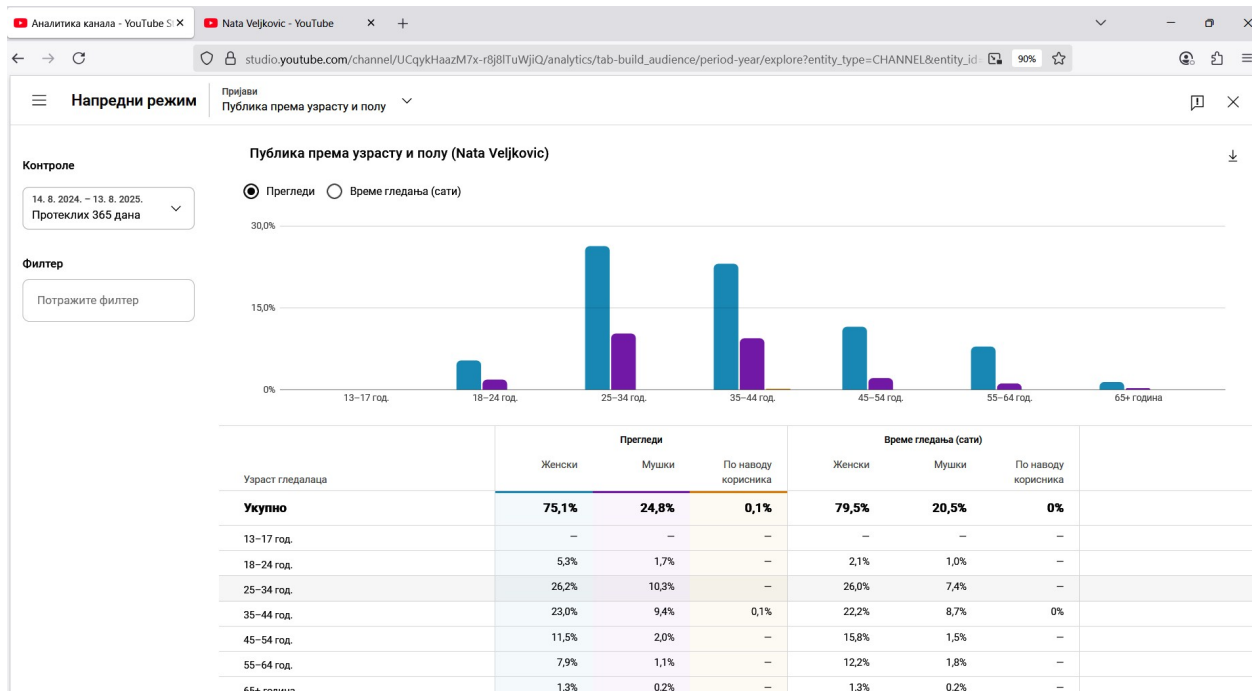 Аналитика канала - YouTube S
Nata Veljkovic - YouTube
studio.youtube.com/channel/UCqykHaazM7x-r8j8lTuWjiQ/analytics/tab-build_audience/period-year/explore?entity_type=CHANNEL&entity_id
90%
Напредни режим
Пријави
Публика према узрасту и полу
Контроле
14. 8. 2024. – 13. 8. 2025.
Протеклих 365 дана
Филтер
Потражите филтер
Публика према узрасту и полу (Nata Veljkovic)
Прегледи Време гледања (сати)
30,0%
15,0%
0%
13–17 год. 18–24 год. 25–34 год. 35–44 год. 45–54 год. 55–64 год. 65+ година
Прегледи Време гледања (сати)
Узраст гледалаца Женски Мушки По наводу корисника Женски Мушки По наводу корисника
Укупно 75,1% 24,8% 0,1% 79,5% 20,5% 0%
13–17 год. — — — — — —
18–24 год. 5,3% 1,7% — 2,1% 1,0% —
25–34 год. 26,2% 10,3% — 26,0% 7,4% —
35–44 год. 23,0% 9,4% 0,1% 22,2% 8,7% 0%
45–54 год. 11,5% 2,0% — 15,8% 1,5% —
55–64 год. 7,9% 1,1% — 12,2% 1,8% —
65+ година 1,3% 0,2% — 1,3% 0,2% —